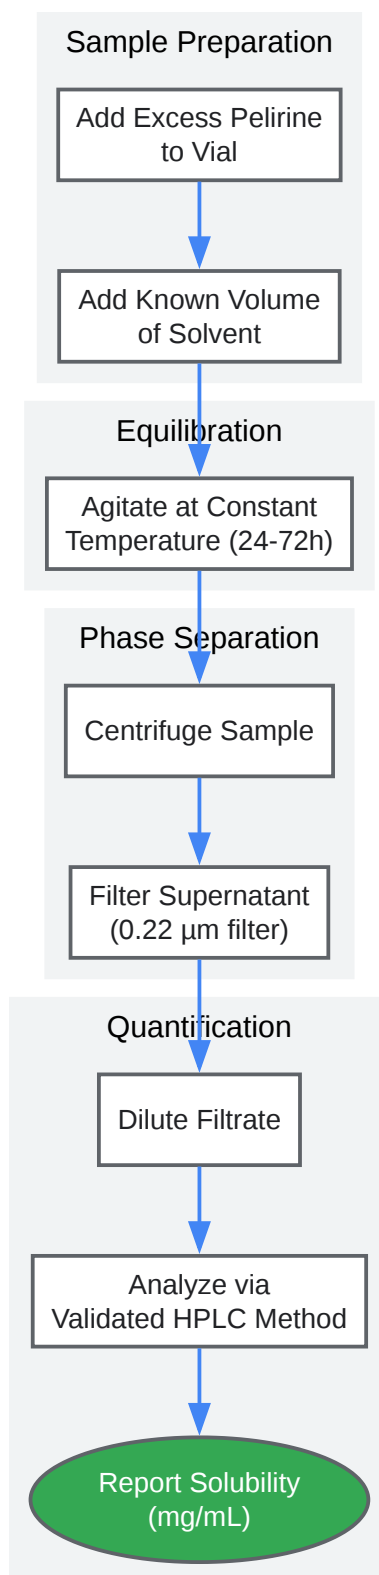 Sample Preparation
Add Excess Pelirine
to Vial
Add Known Volume
of Solvent
Equilibration
Agitate at Constant
Temperature (24-72h)
Phase Separation
Centrifuge Sample
Filter Supernatant
(0.22 µm filter)
Quantification
Dilute Filtrate
Analyze via
Validated HPLC Method
Report Solubility
(mg/mL)